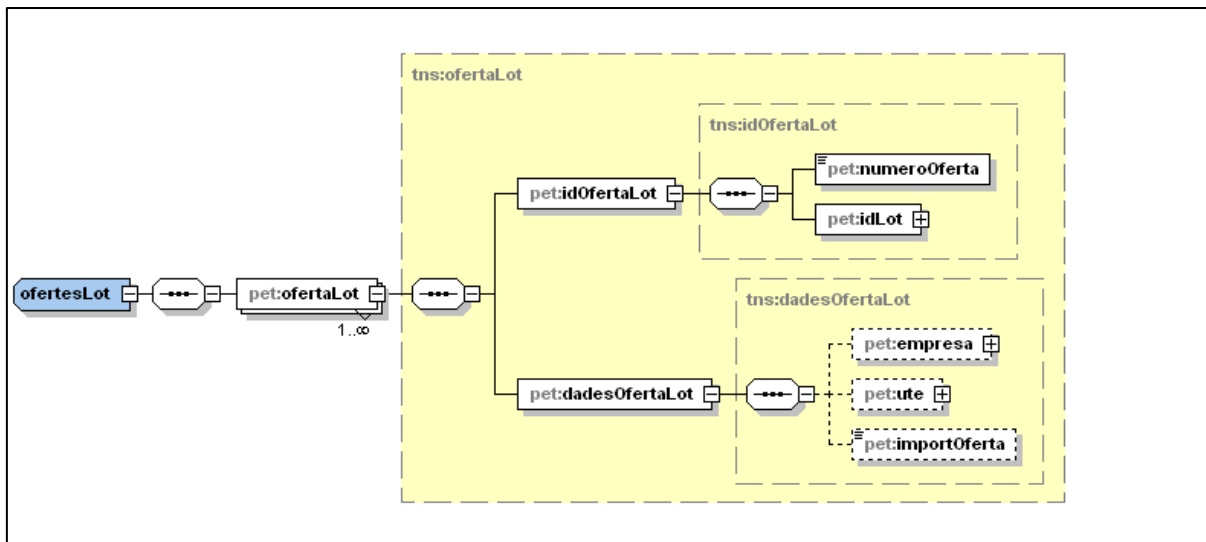 tns:ofertaLot
tns:idOfertaLot
pet:numeroOferta
pet:idOfertaLot
pet:idLot
ofertesLot
pet:ofertaLot
1..∞
tns:dadesOfertaLot
pet:empresa
pet:dadesOfertaLot
pet:ute
pet:importOferta